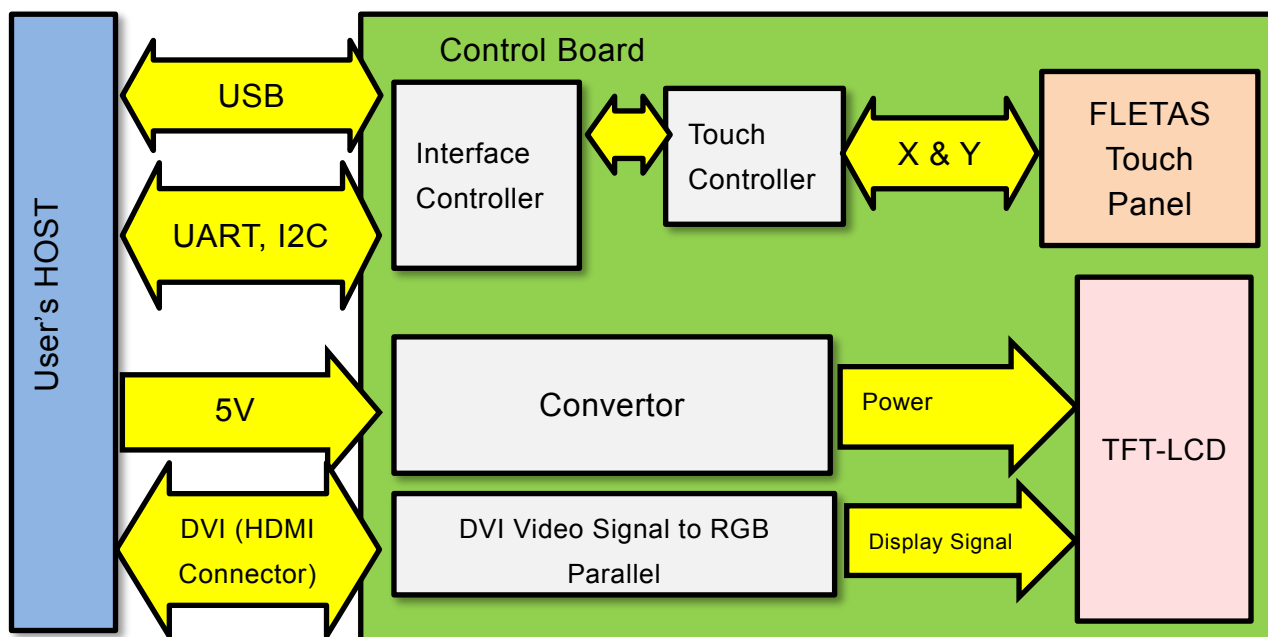 Control Board
User's HOST
USB
UART, I2C
Interface
Controller
Touch
Controller
X & Y
FLETAS
Touch
Panel
5V
Convertor
Power
TFT-LCD
DVI (HDMI
Connector)
DVI Video Signal to RGB
Parallel
Display Signal